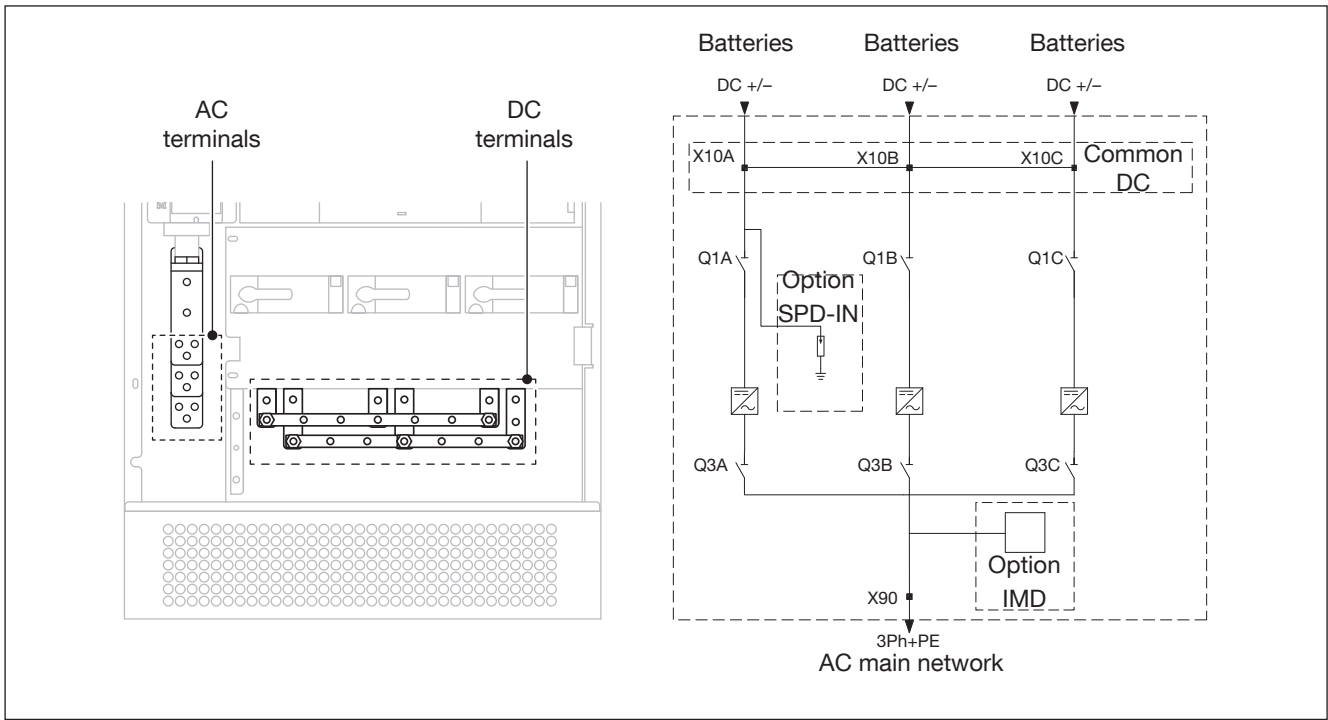 AC
terminals
DC
terminals
Batteries
Batteries
Batteries
DC +/–
DC +/–
DC +/–
X10A
X10B
X10C
Common
DC
Q1A
Q1B
Q1C
Option
SPD-IN
Q3A
Q3B
Q3C
Option
IMD
X90
3Ph+PE
AC main network